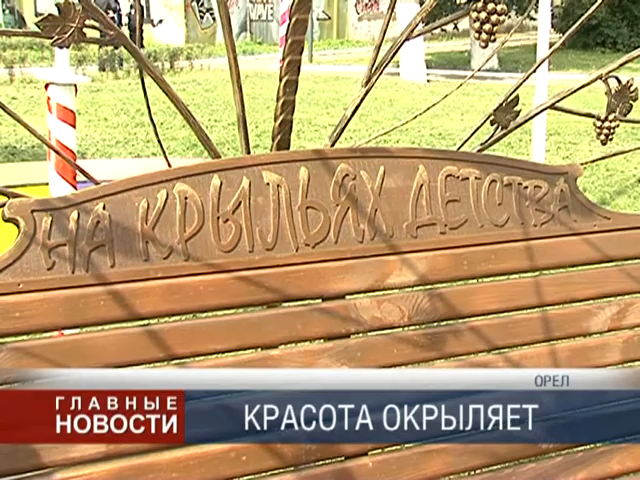 НА КРЫЛЬЯХ ДЕТСТВА
ОРЕЛ
ГЛАВНЫЕ
НОВОСТИ
КРАСОТА ОКРЫЛЯЕТ